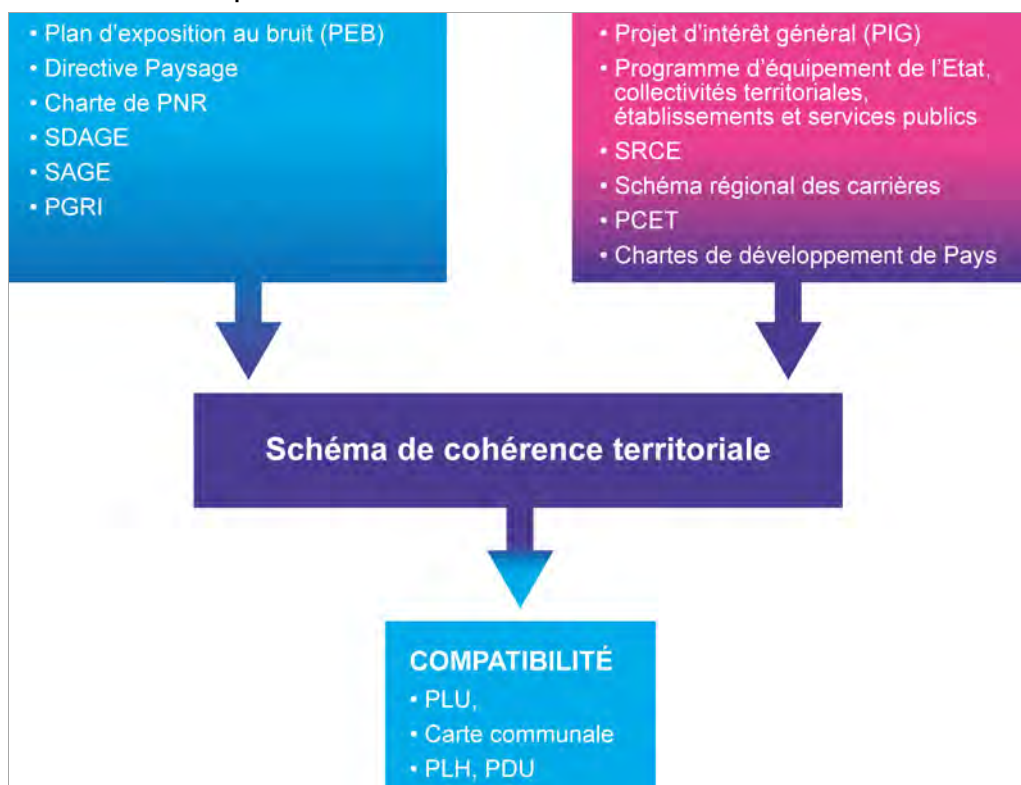 • Plan d'exposition au bruit (PEB)
• Directive Paysage
• Charte de PNR
• SDAGE
• SAGE
• PGRI
• Projet d'intérêt général (PIG)
• Programme d'équipement de l'Etat,
collectivités territoriales,
établissements et services publics
• SRCE
• Schéma régional des carrières
• PCET
• Chartes de développement de Pays
Schéma de cohérence territoriale
COMPATIBILITÉ
• PLU,
• Carte communale
• PLH, PDU